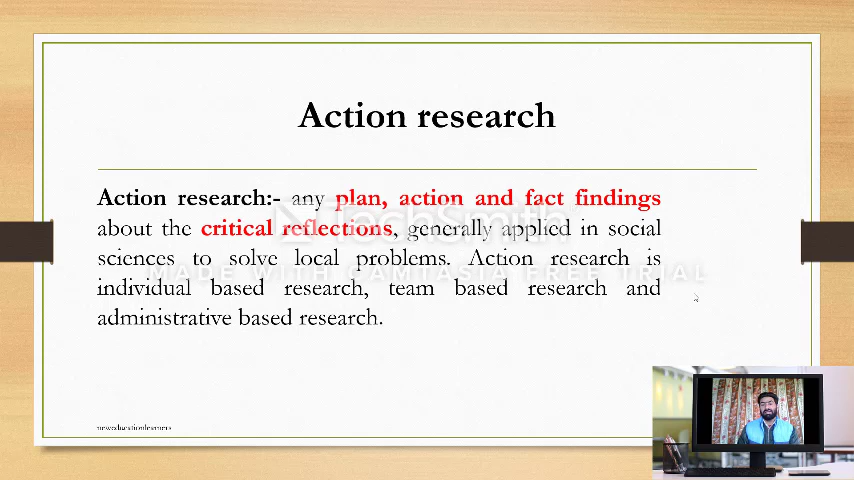 Action research
Action research:- any plan, action and fact findings
about the critical reflections, generally applied in social
sciences to solve local problems. Action research is
individual based research, team based research and
administrative based research.
TechSmith
MADE WITH CAMTASIA FREE TRIAL
neweducationlearners